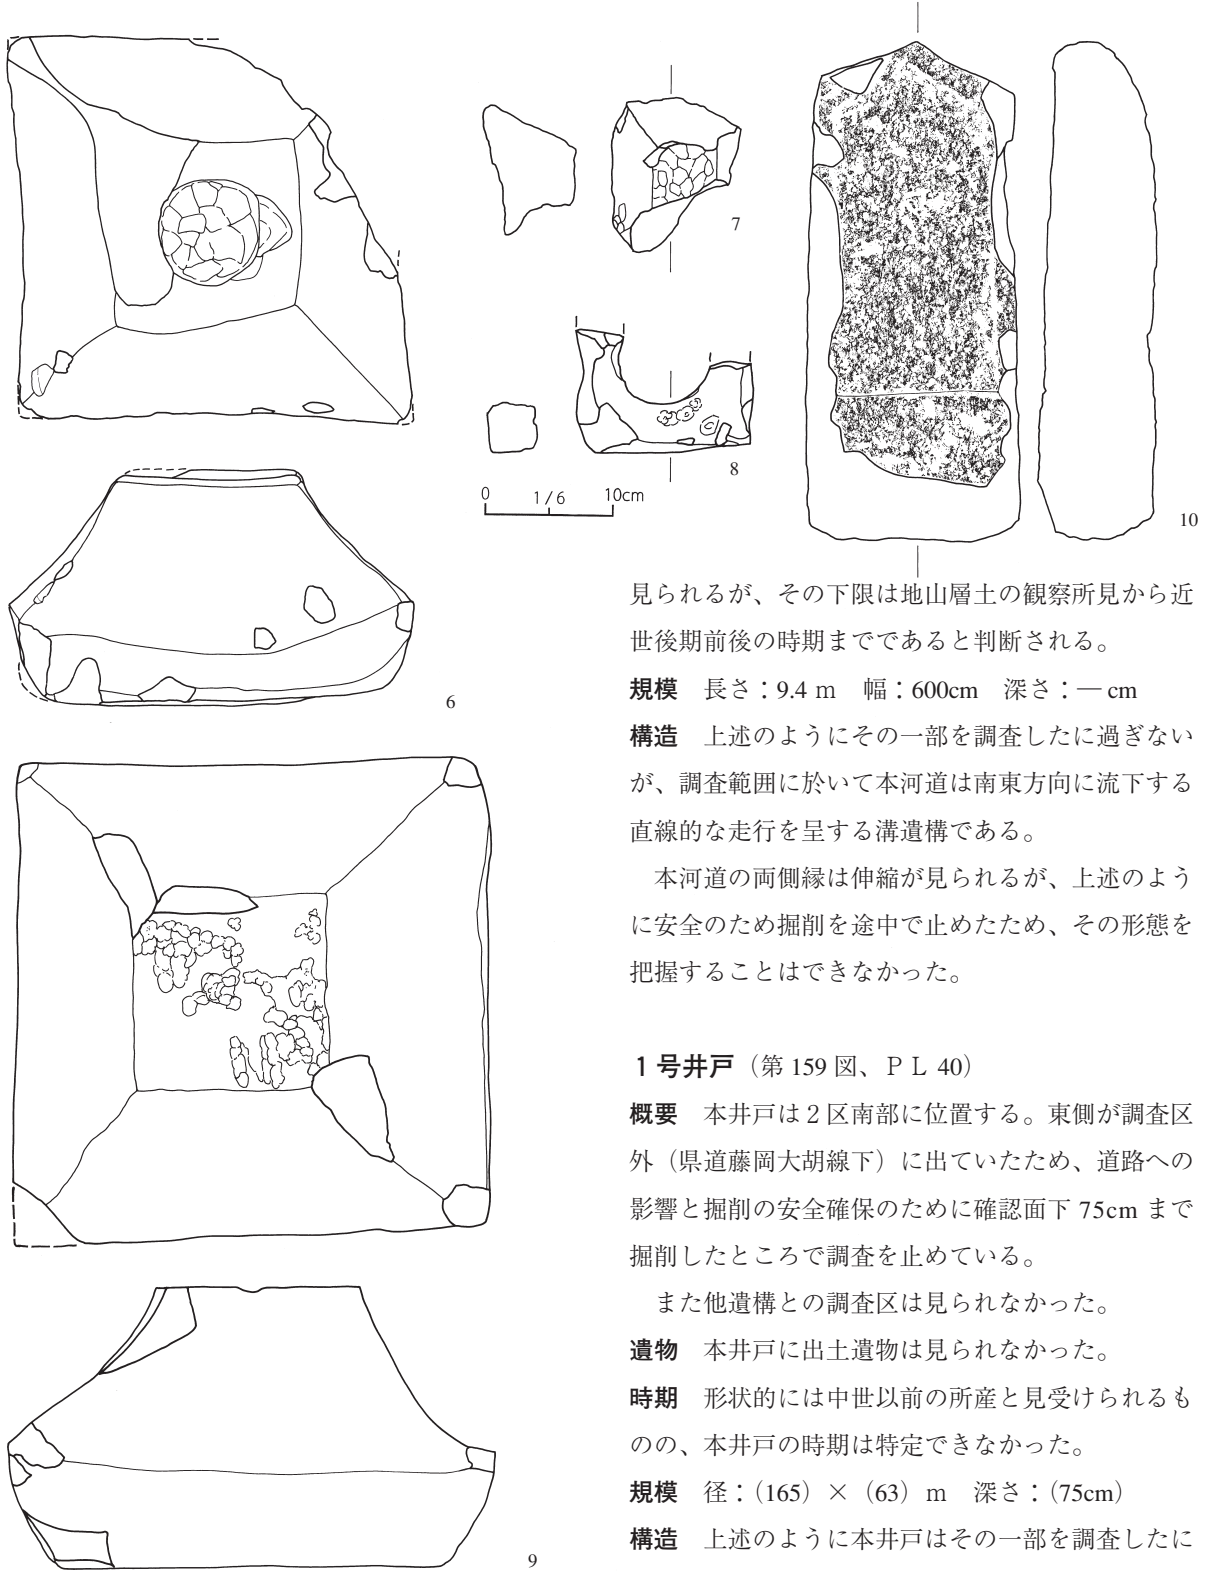 7
8
0 1/6 10cm
10
6
9
見られるが、その下限は地山層土の観察所見から近
世後期前後の時期までであると判断される。
規模　長さ：9.4 ｍ　幅：600cm　深さ：― cm
構造　上述のようにその一部を調査したに過ぎない
が、調査範囲に於いて本河道は南東方向に流下する
直線的な走行を呈する溝遺構である。
　本河道の両側縁は伸縮が見られるが、上述のよう
に安全のため掘削を途中で止めたため、その形態を
把握することはできなかった。
１号井戸（第 159 図、ＰＬ 40）
概要　本井戸は２区南部に位置する。東側が調査区
外（県道藤岡大胡線下）に出ていたため、道路への
影響と掘削の安全確保のために確認面下 75cm まで
掘削したところで調査を止めている。
　また他遺構との調査区は見られなかった。
遺物　本井戸に出土遺物は見られなかった。
時期　形状的には中世以前の所産と見受けられるも
のの、本井戸の時期は特定できなかった。
規模　径：（165）×（63）ｍ　深さ：（75cm）
構造　上述のように本井戸はその一部を調査したに